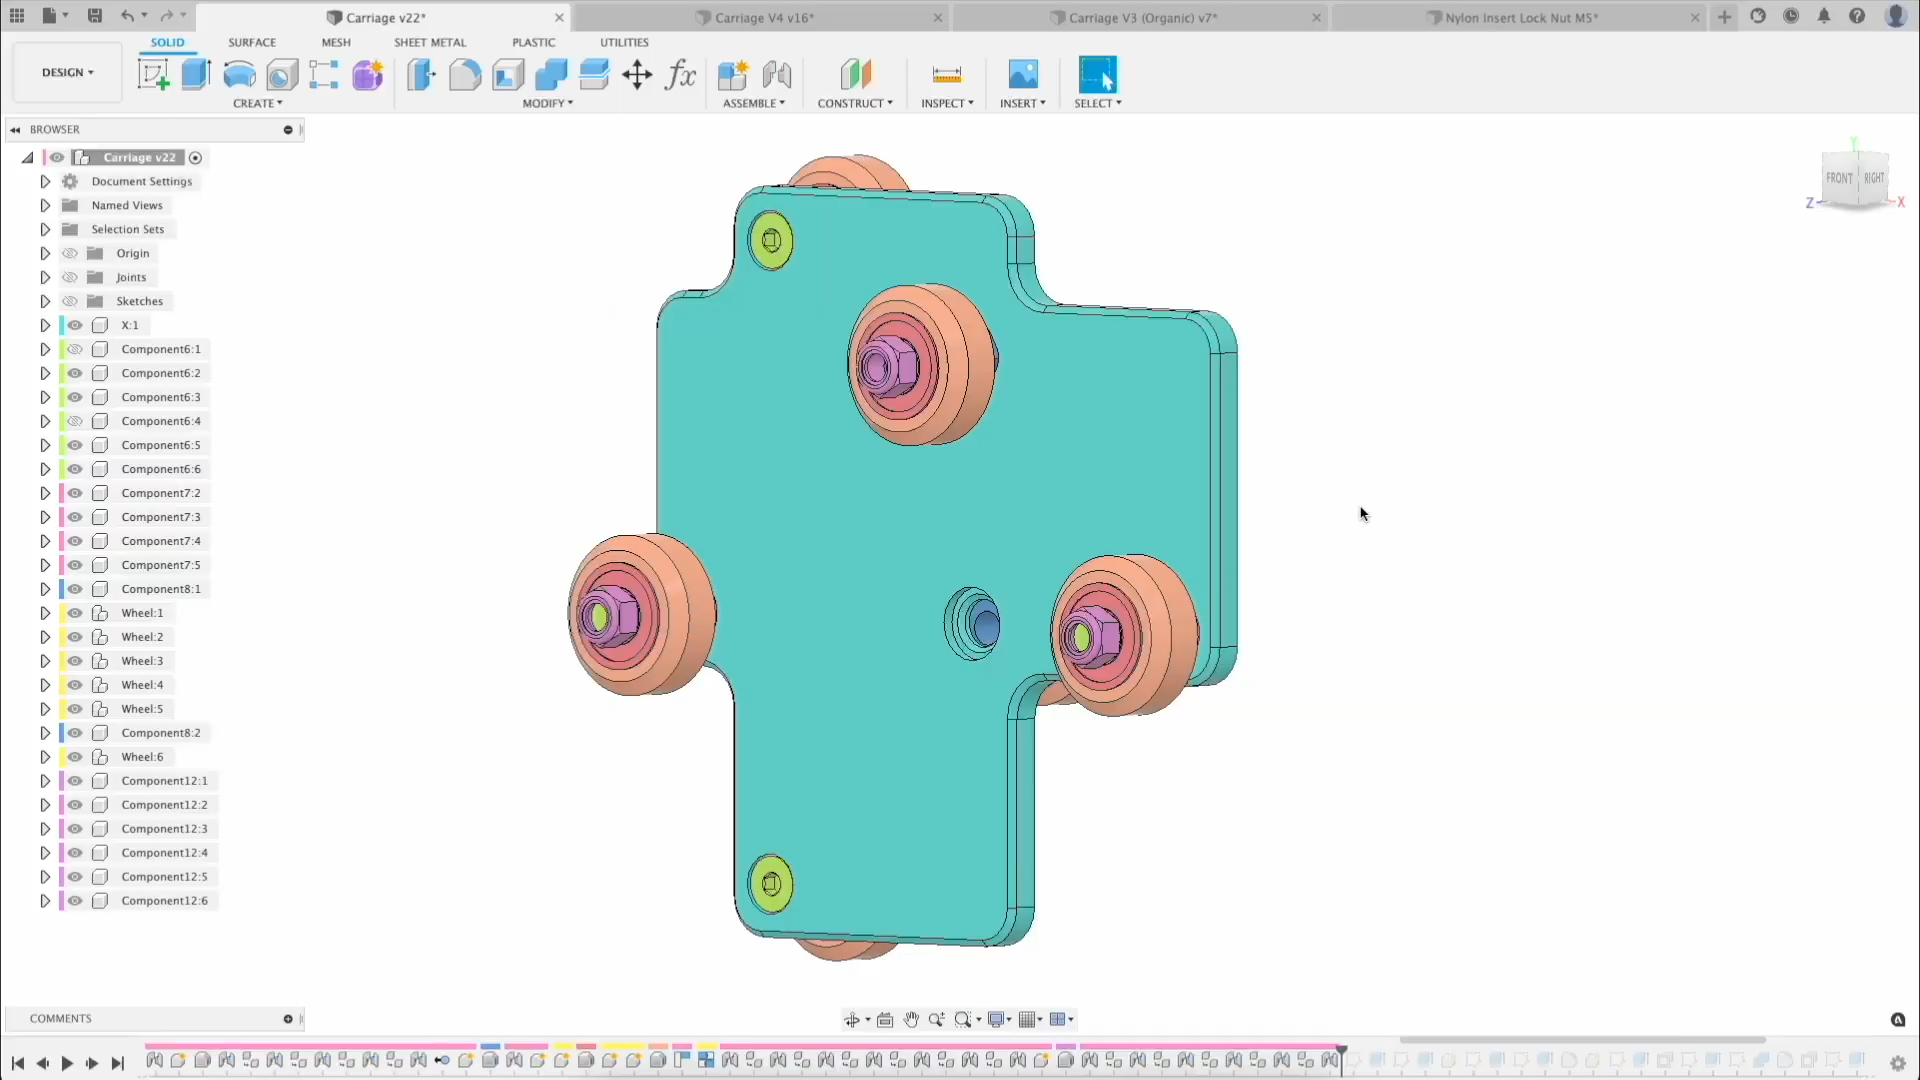 Carriage v22*
Carriage V4 v16*
Carriage V3 (Organic) v7*
Nylon Insert Lock Nut M5*
SOLID
SURFACE
MESH
SHEET METAL
PLASTIC
UTILITIES
DESIGN
fx
CREATE
MODIFY
ASSEMBLE
CONSTRUCT
INSPECT
INSERT
SELECT
BROWSER
Carriage v22
Document Settings
Named Views
Selection Sets
Origin
Joints
Sketches
X:1
Component6:1
Component6:2
Component6:3
Component6:4
Component6:5
Component6:6
Component7:2
Component7:3
Component7:4
Component7:5
Component8:1
Wheel:1
Wheel:2
Wheel:3
Wheel:4
Wheel:5
Component8:2
Wheel:6
Component12:1
Component12:2
Component12:3
Component12:4
Component12:5
Component12:6
Y
FRONT
RIGHT
Z
X
COMMENTS